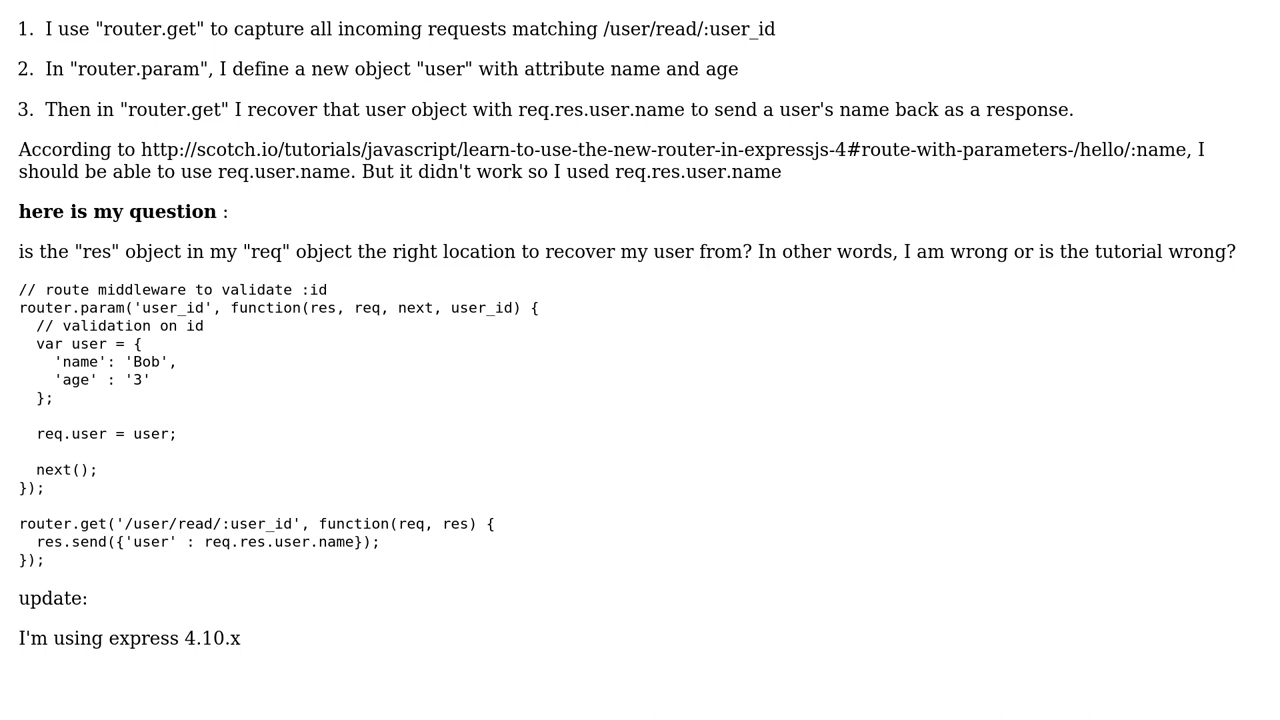 1. I use "router.get" to capture all incoming requests matching /user/read/:user_id
2. In "router.param", I define a new object "user" with attribute name and age
3. Then in "router.get" I recover that user object with req.res.user.name to send a user's name back as a response.
According to http://scotch.io/tutorials/javascript/learn-to-use-the-new-router-in-expressjs-4#route-with-parameters-/hello/:name, I
should be able to use req.user.name. But it didn't work so I used req.res.user.name
here is my question :
is the "res" object in my "req" object the right location to recover my user from? In other words, I am wrong or is the tutorial wrong?
// route middleware to validate :id
router.param('user_id', function(res, req, next, user_id) {
  // validation on id
  var user = {
    'name': 'Bob',
    'age' : '3'
  };
  req.user = user;
  next();
});
router.get('/user/read/:user_id', function(req, res) {
  res.send({'user' : req.res.user.name});
});
update:
I'm using express 4.10.x